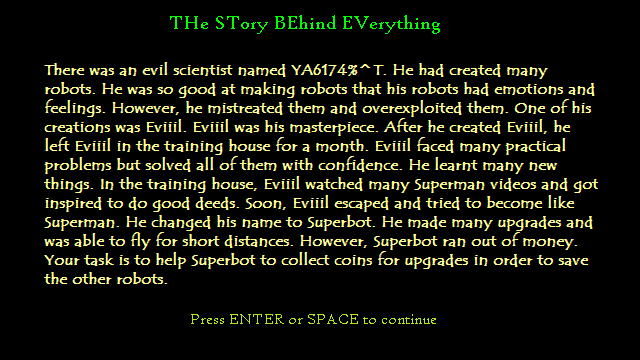 THe STory BEhind EVerything
There was an evil scientist named YA6174%^T. He had created many
robots. He was so good at making robots that his robots had emotions and
feelings. However, he mistreated them and overexploited them. One of his
creations was Eviiil. Eviiil was his masterpiece. After he created Eviiil, he
left Eviiil in the training house for a month. Eviiil faced many practical
problems but solved all of them with confidence. He learnt many new
things. In the training house, Eviiil watched many Superman videos and got
inspired to do good deeds. Soon, Eviiil escaped and tried to become like
Superman. He changed his name to Superbot. He made many upgrades and
was able to fly for short distances. However, Superbot ran out of money.
Your task is to help Superbot to collect coins for upgrades in order to save
the other robots.
Press ENTER or SPACE to continue